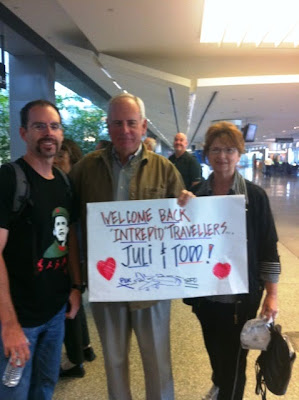 WELCOME BACK
INTREPID TRAVELLERS..
JULI & TODD!